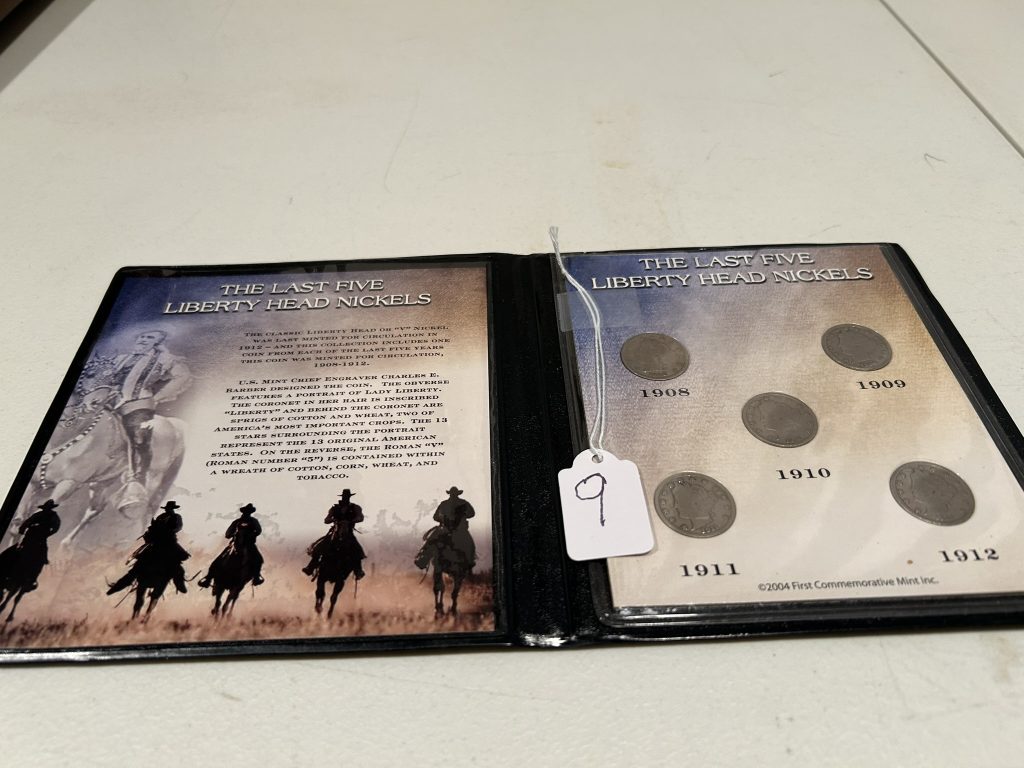 THE LAST FIVE
LIBERTY HEAD NICKELS
THE CLASSIC LIBERTY HEAD OR "V" NICKEL
WAS LAST MINTED FOR CIRCULATION IN
1912 – AND THIS COLLECTION INCLUDES ONE
COIN FROM EACH OF THE LAST FIVE YEARS
THIS COIN WAS MINTED FOR CIRCULATION,
1908-1912.
U.S. MINT CHIEF ENGRAVER CHARLES E.
BARBER DESIGNED THE COIN. THE OBVERSE
FEATURES A PORTRAIT OF LADY LIBERTY.
THE CORONET IN HER HAIR IS INSCRIBED
"LIBERTY" AND BEHIND THE CORONET ARE
SPRIGS OF COTTON AND WHEAT, TWO OF
AMERICA'S MOST IMPORTANT CROPS. THE 13
STARS SURROUNDING THE PORTRAIT
REPRESENT THE 13 ORIGINAL AMERICAN
STATES. ON THE REVERSE, THE ROMAN "V"
(ROMAN NUMBER "5") IS CONTAINED WITHIN
A WREATH OF COTTON, CORN, WHEAT, AND
TOBACCO.
THE LAST FIVE
LIBERTY HEAD NICKELS
1908
1909
1910
1911
1912
©2004 First Commemorative Mint Inc.
9